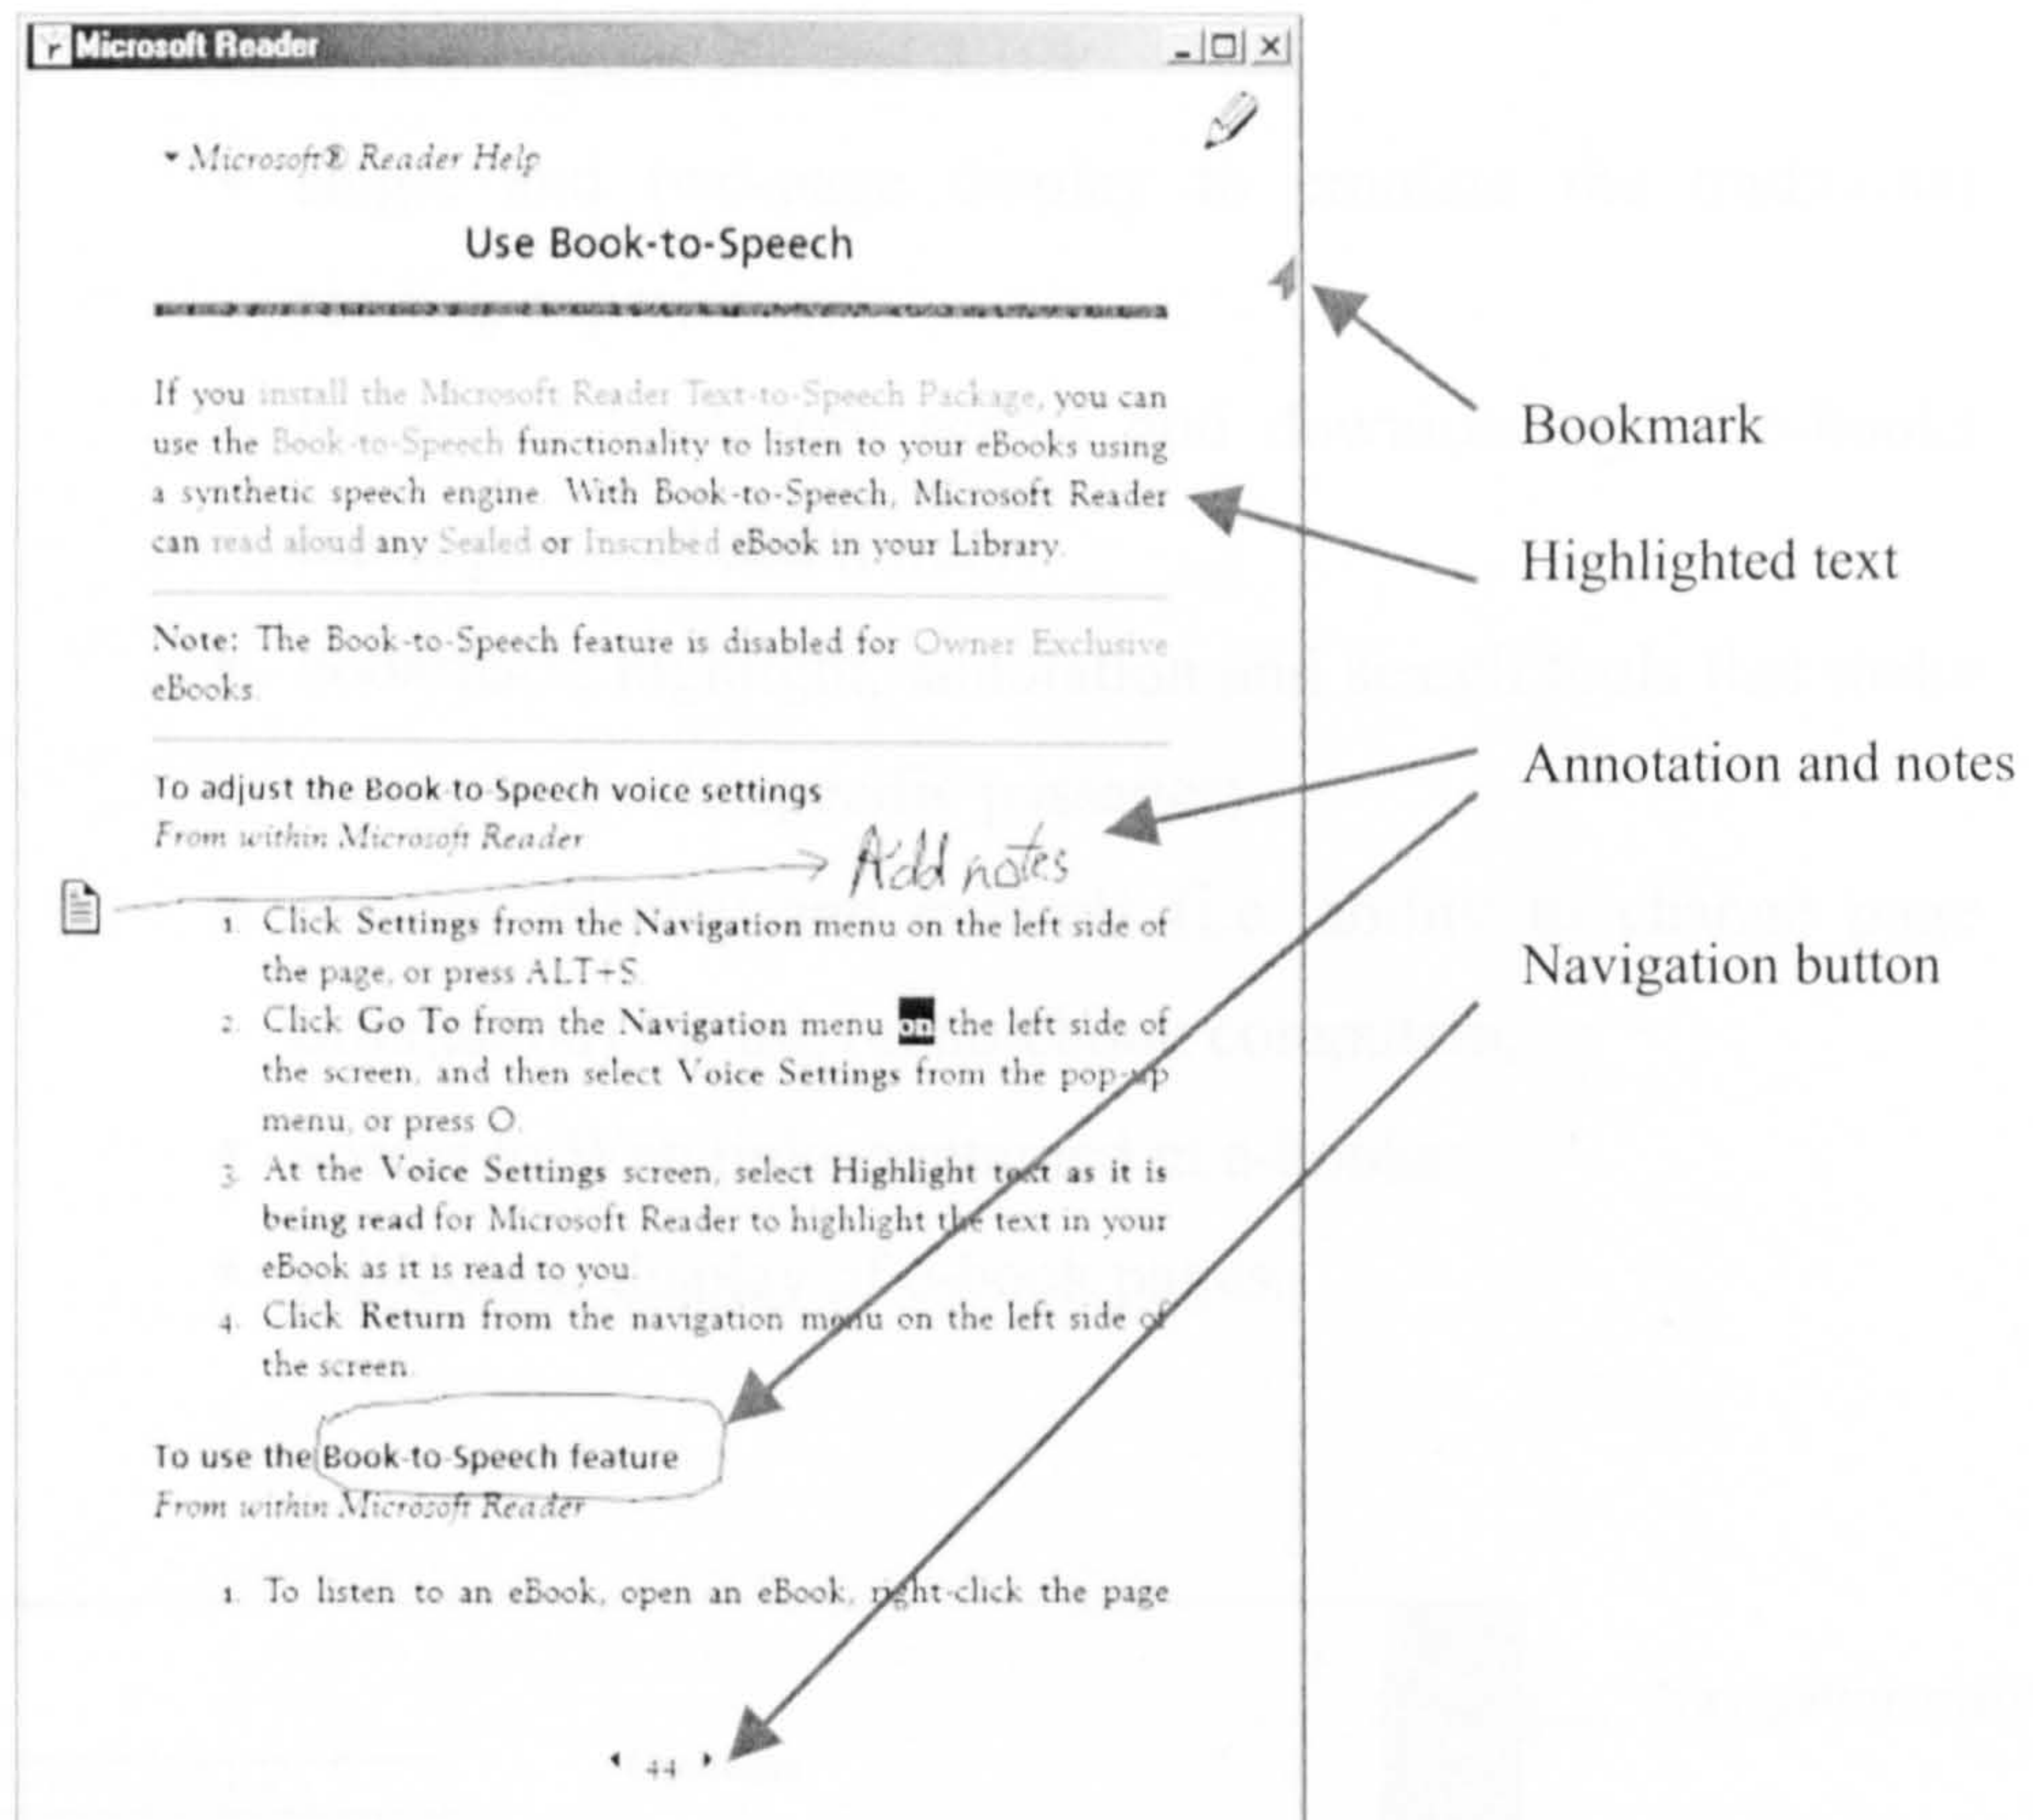 Microsoft Reader
Microsoft® Reader Help
Use Book-to-Speech
If you install the Microsoft Reader Text-to-Speech Package, you can
use the Book-to-Speech functionality to listen to your eBooks using
a synthetic speech engine. With Book-to-Speech, Microsoft Reader
can read aloud any Sealed or Inscribed eBook in your Library.
Note: The Book-to-Speech feature is disabled for Owner Exclusive
eBooks.
To adjust the Book-to-Speech voice settings
From within Microsoft Reader
Add notes
1. Click Settings from the Navigation menu on the left side of
the page, or press ALT+S.
2. Click Go To from the Navigation menu on the left side of
the screen, and then select Voice Settings from the pop-up
menu, or press O.
3. At the Voice Settings screen, select Highlight text as it is
being read for Microsoft Reader to highlight the text in your
eBook as it is read to you.
4. Click Return from the navigation menu on the left side of
the screen.
To use the Book-to-Speech feature
From within Microsoft Reader
1. To listen to an eBook, open an eBook, right-click the page
44
Bookmark
Highlighted text
Annotation and notes
Navigation button